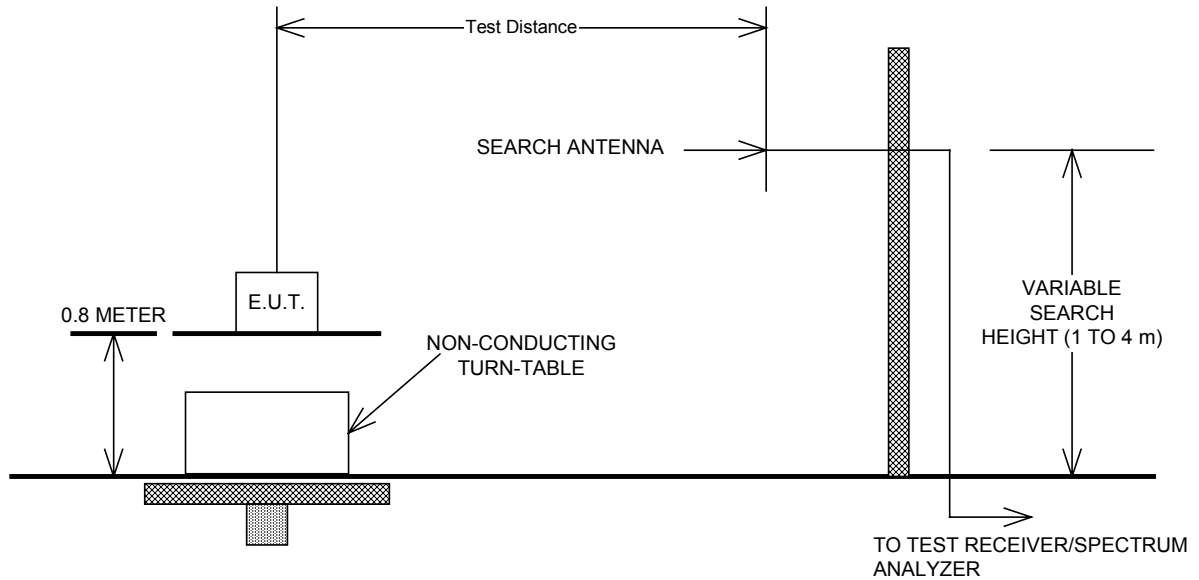 Test Distance
SEARCH ANTENNA
E.U.T.
0.8 METER
VARIABLE
SEARCH
HEIGHT (1 TO 4 m)
NON-CONDUCTING
TURN-TABLE
TO TEST RECEIVER/SPECTRUM
ANALYZER